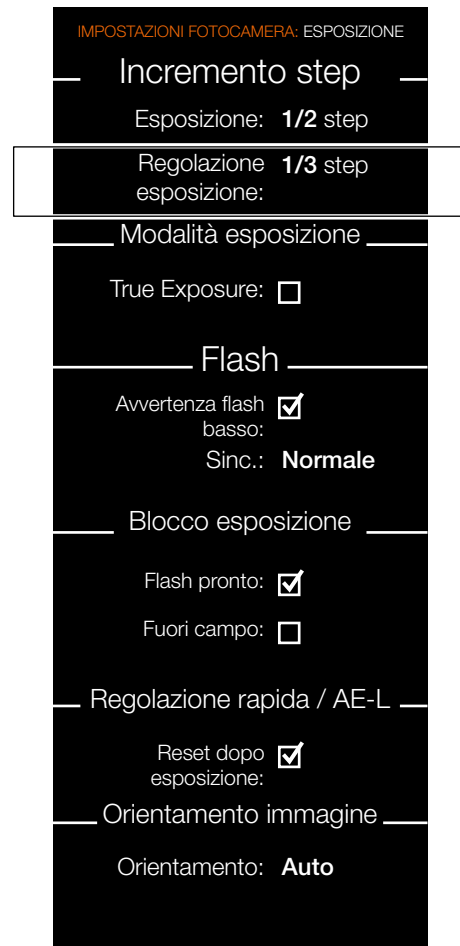 IMPOSTAZIONI FOTOCAMERA: ESPOSIZIONE
Incremento step
Esposizione: 1/2 step
Regolazione 1/3 step
esposizione:
Modalità esposizione
True Exposure:
Flash
Avvertenza flash
basso:
Sinc.: Normale
Blocco esposizione
Flash pronto:
Fuori campo:
Regolazione rapida / AE-L
Reset dopo
esposizione:
Orientamento immagine
Orientamento: Auto